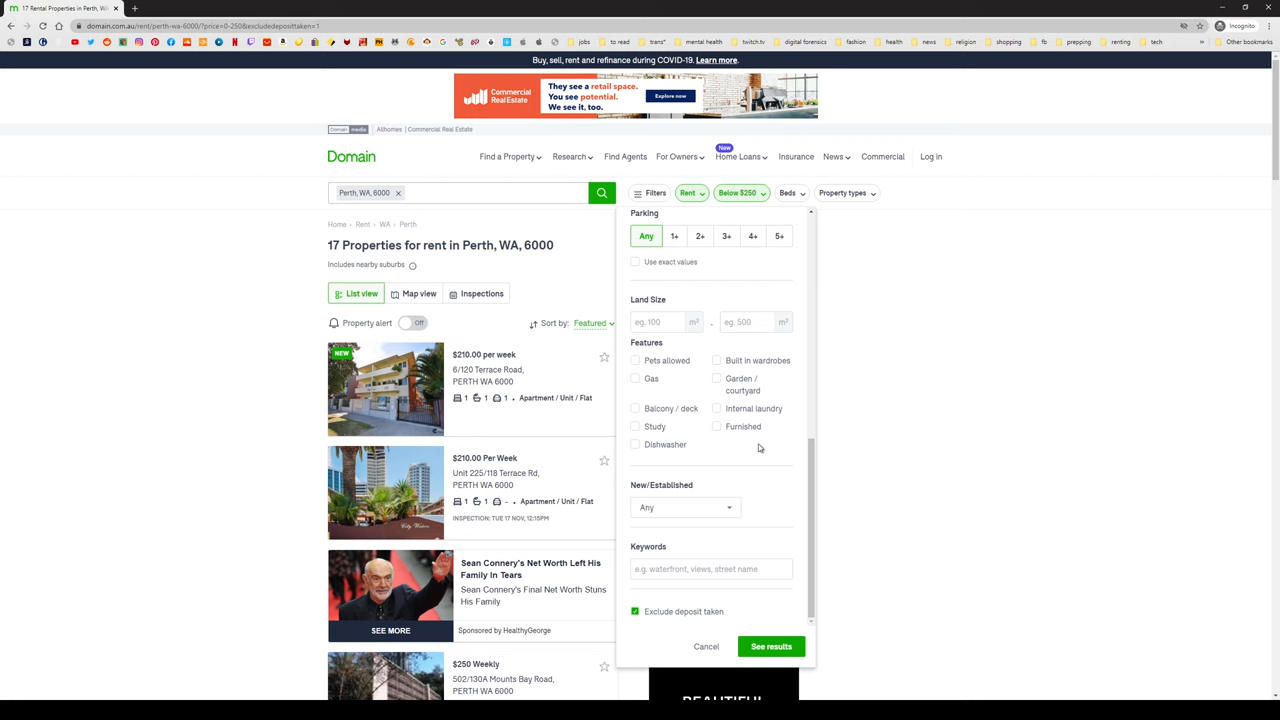 17 Rental Properties in Perth, W
domain.com.au/rent/perth-wa-6000/?price=0-250&excludedeposittaken=1
Incognito
jobs
to read
trans*
mental health
twitch.tv
digital forensics
fashion
health
news
religion
shopping
fb
prepping
renting
tech
Other bookmarks
Buy, sell, rent and refinance during COVID-19. Learn more.
Commercial
Real Estate
They see a retail space.
You see potential.
We see it, too.
Explore now
Domain media
Allhomes | Commercial Real Estate
Domain
Find a Property
Research
Find Agents
For Owners
New
Home Loans
Insurance
News
Commercial
Log in
Perth, WA, 6000
Filters
Rent
Below $250
Beds
Property types
Home
Rent
WA
Perth
17 Properties for rent in Perth, WA, 6000
Includes nearby suburbs
List view
Map view
Inspections
Property alert
Off
Sort by:
Featured
NEW
$210.00 per week
6/120 Terrace Road,
PERTH WA 6000
1 1 1 • Apartment / Unit / Flat
$210.00 Per Week
Unit 225/118 Terrace Rd,
PERTH WA 6000
1 1 – • Apartment / Unit / Flat
INSPECTION: TUE 17 NOV, 12:15PM
City Waters
Sean Connery's Net Worth Left His
Family In Tears
Sean Connery's Final Net Worth Stuns
His Family
SEE MORE
Sponsored by HealthyGeorge
$250 Weekly
502/130A Mounts Bay Road,
PERTH WA 6000
Parking
Any
1+
2+
3+
4+
5+
Use exact values
Land Size
eg. 100
m²
-
eg. 500
m²
Features
Pets allowed
Built in wardrobes
Gas
Garden /
courtyard
Balcony / deck
Internal laundry
Study
Furnished
Dishwasher
New/Established
Any
Keywords
e.g. waterfront, views, street name
Exclude deposit taken
Cancel
See results